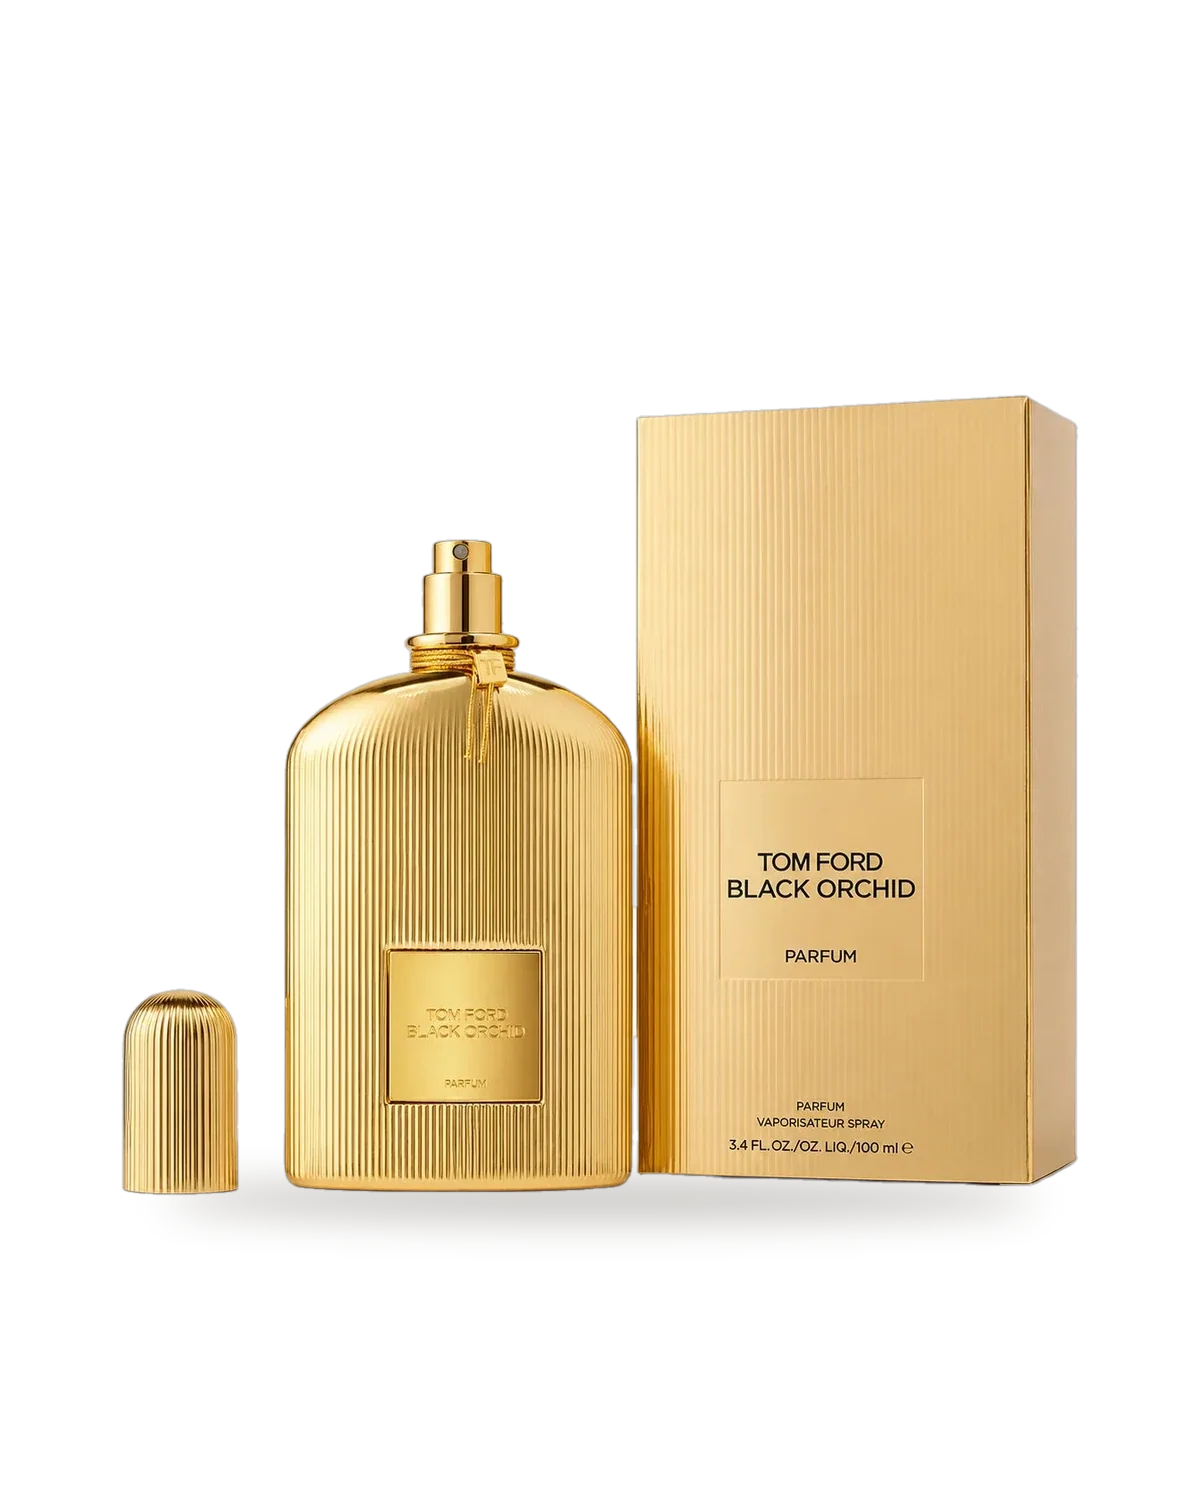 TF
TOM FORD
BLACK ORCHID
PARFUM
TOM FORD
BLACK ORCHID
PARFUM
PARFUM
VAPORISATEUR SPRAY
3.4 FL. OZ./OZ. LIQ./100 ml ℮